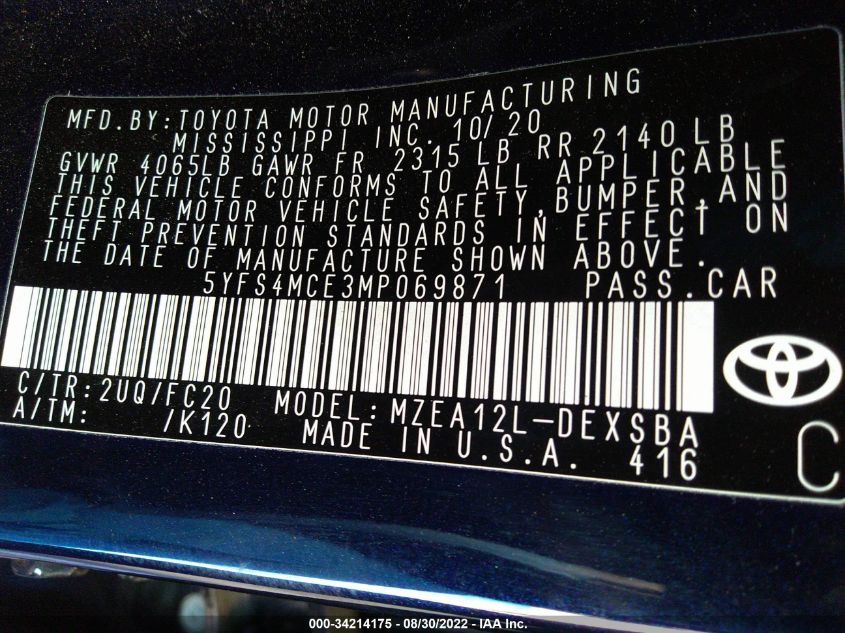 MFD.BY:TOYOTA MOTOR MANUFACTURING
MISSISSIPPI INC. 10/20
GVWR 4065LB GAWR FR 2315 LB RR 2140 LB
THIS VEHICLE CONFORMS TO ALL APPLICABLE
FEDERAL MOTOR VEHICLE SAFETY,BUMPER,AND
THEFT PREVENTION STANDARDS IN EFFECT ON
THE DATE OF MANUFACTURE SHOWN ABOVE.
5YFS4MCE3MP069871 PASS.CAR
C/TR:2UQ/FC20 MODEL:MZEA12L-DEXSBA
A/TM: /K120 MADE IN U.S.A. 416
C
000-34214175 - 08/30/2022 - IAA Inc.